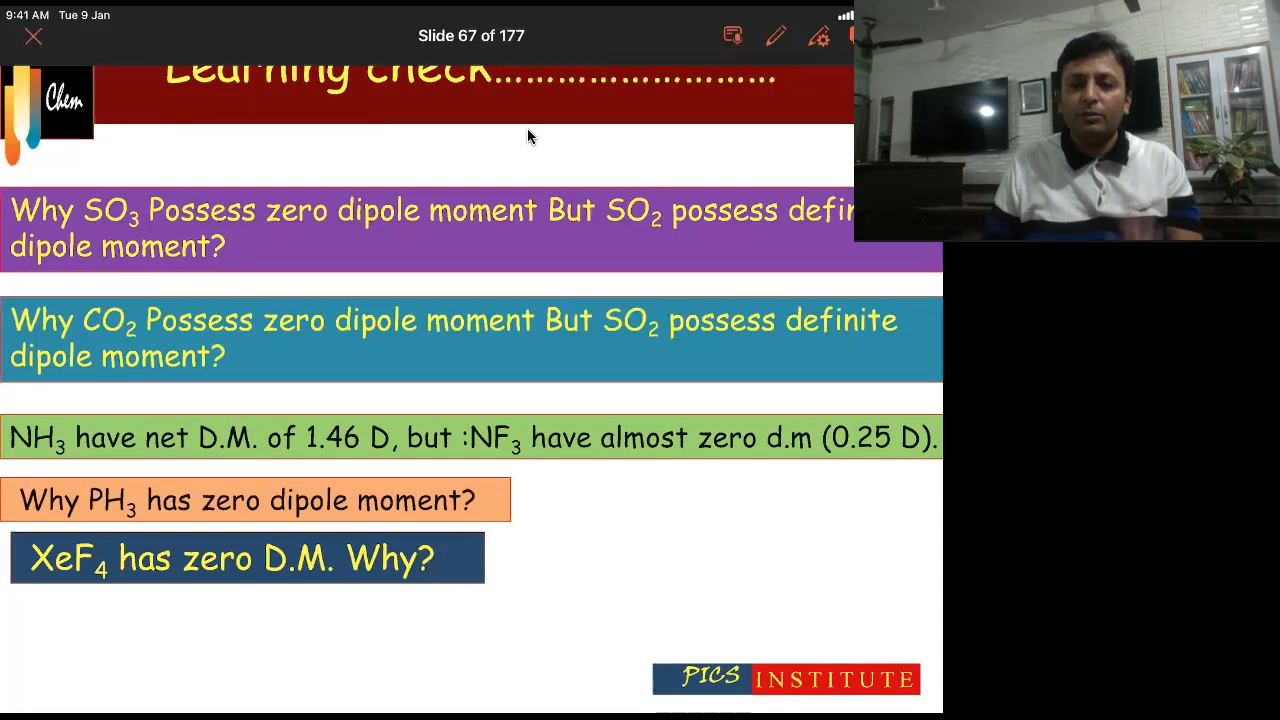 9:41 AM Tue 9 Jan
Slide 67 of 177
Learning check........................
Chem
Why SO₃ Possess zero dipole moment But SO₂ possess
dipole moment?
Why CO₂ Possess zero dipole moment But SO₂ possess definite
dipole moment?
NH₃ have net D.M. of 1.46 D, but :NF₃ have almost zero d.m (0.25 D).
Why PH₃ has zero dipole moment?
XeF₄ has zero D.M. Why?
PICS INSTITUTE